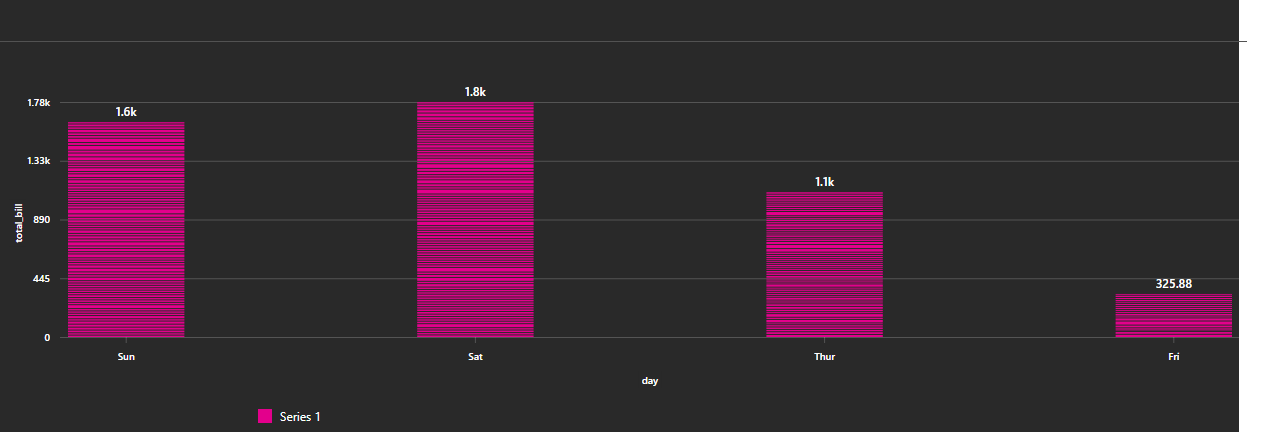 1.8k
1.78k
1.6k
1.33k
1.1k
890
total_bill
445
325.88
0
Sun Sat Thur Fri
day
Series 1